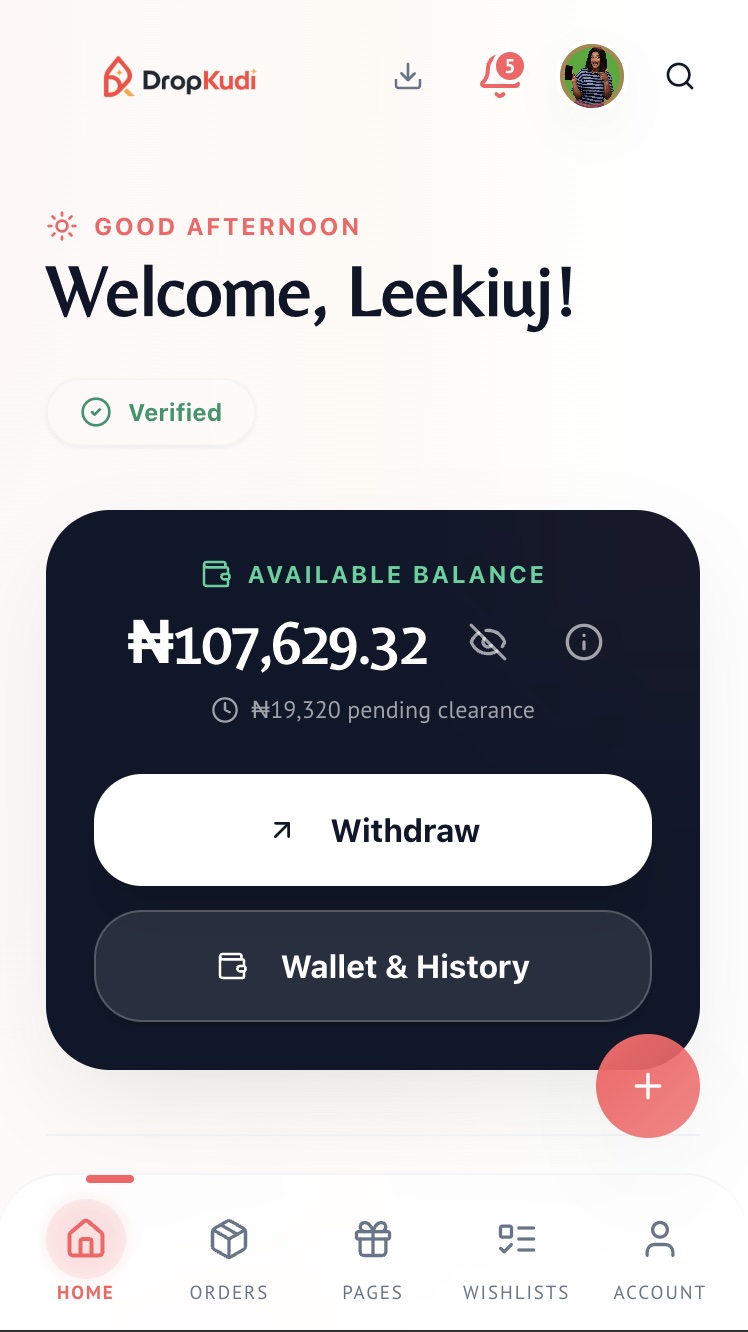 DropKudi
5
GOOD AFTERNOON
Welcome, Leekiuj!
Verified
AVAILABLE BALANCE
₦107,629.32
₦19,320 pending clearance
Withdraw
Wallet & History
HOME
ORDERS
PAGES
WISHLISTS
ACCOUNT